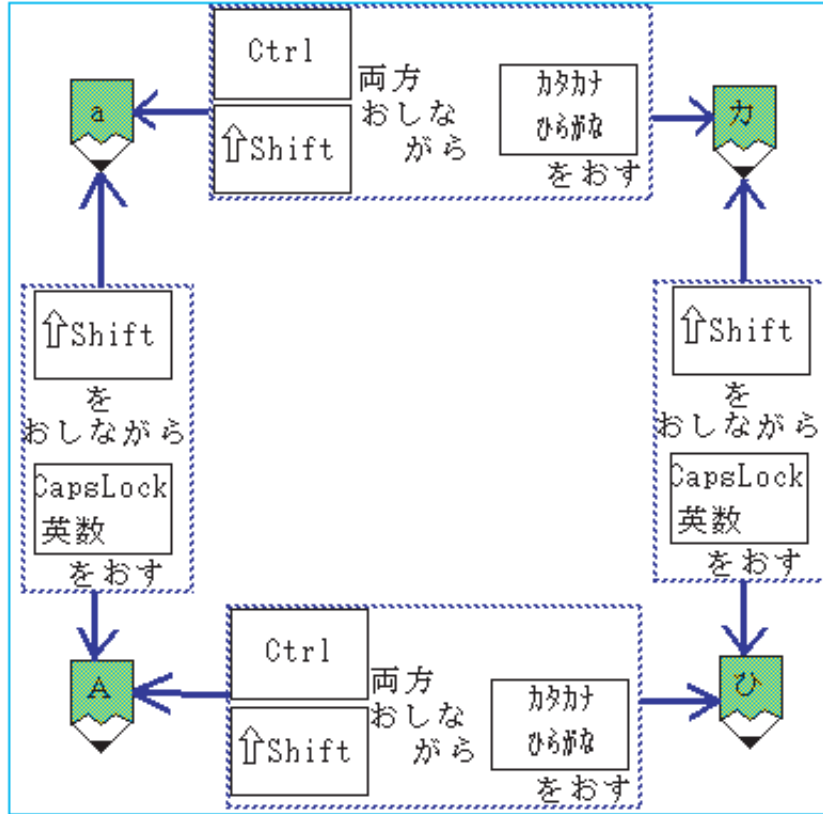 a
Ctrl
⇧Shift
両方
おしな
がら
カタカナ
ひらがな
をおす
カ
⇧Shift
を
おしながら
CapsLock
英数
をおす
⇧Shift
を
おしながら
CapsLock
英数
をおす
A
Ctrl
⇧Shift
両方
おしな
がら
カタカナ
ひらがな
をおす
ひ